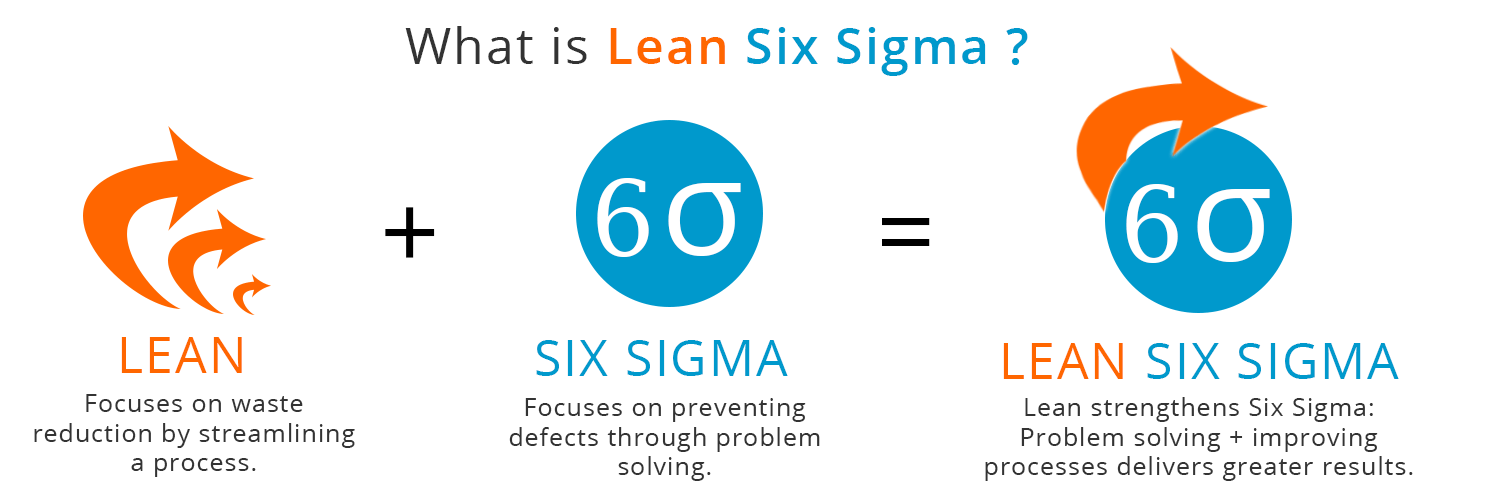 What is Lean Six Sigma ?
+
6σ
=
6σ
LEAN
Focuses on waste
reduction by streamlining
a process.
SIX SIGMA
Focuses on preventing
defects through problem
solving.
LEAN SIX SIGMA
Lean strengthens Six Sigma:
Problem solving + improving
processes delivers greater results.